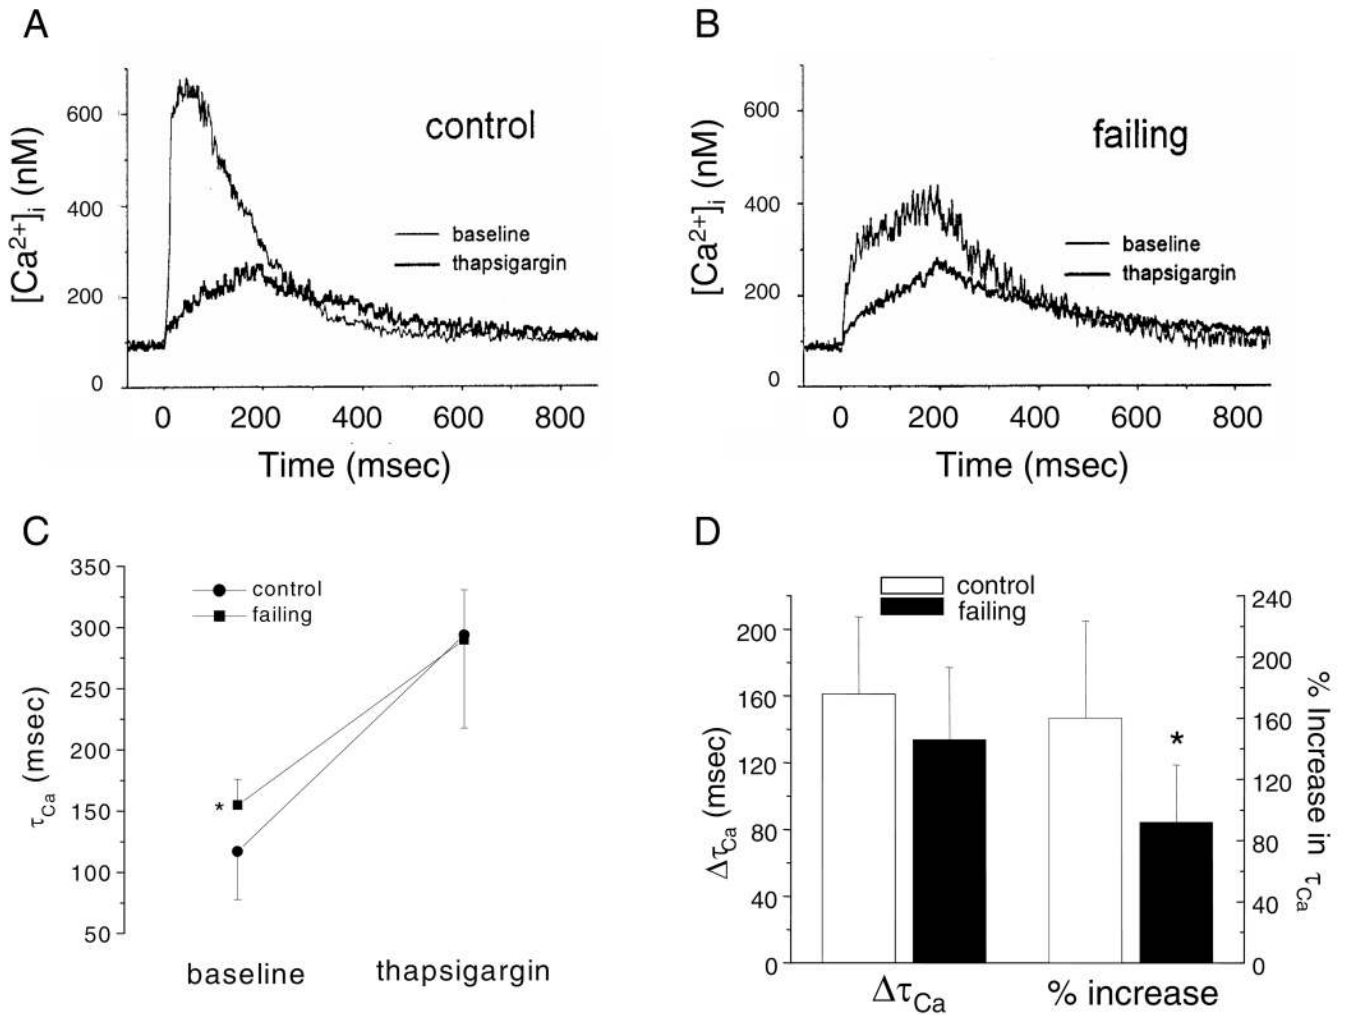 A
600
400
200
0
[Ca²⁺]ᵢ (nM)
control
baseline
thapsigargin
0 200 400 600 800
Time (msec)
B
600
400
200
0
[Ca²⁺]ᵢ (nM)
failing
baseline
thapsigargin
0 200 400 600 800
Time (msec)
C
350
300
250
200
150
100
50
τCa (msec)
control
failing
*
baseline thapsigargin
D
control
failing
200
160
120
80
40
0
ΔτCa (msec)
*
240
200
160
120
80
40
0
% Increase in τCa
ΔτCa % increase